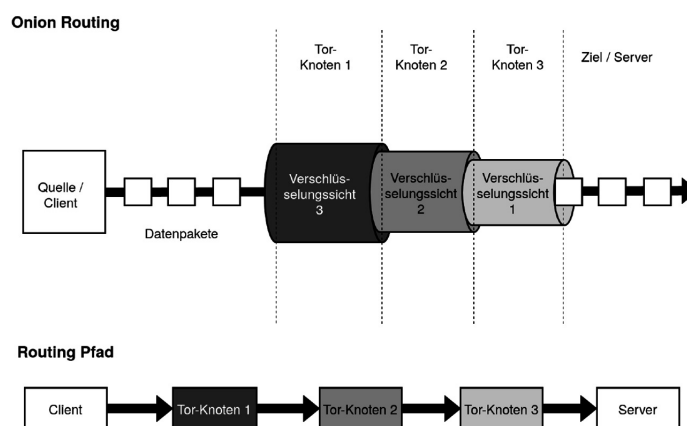 Onion Routing
Tor-
Knoten 1
Tor-
Knoten 2
Tor-
Knoten 3
Ziel / Server
Quelle /
Client
Datenpakete
Verschlüs-
selungssicht
3
Verschlüs-
selungssicht
2
Verschlüs-
selungssicht
1
Routing Pfad
Client
Tor-Knoten 1
Tor-Knoten 2
Tor-Knoten 3
Server